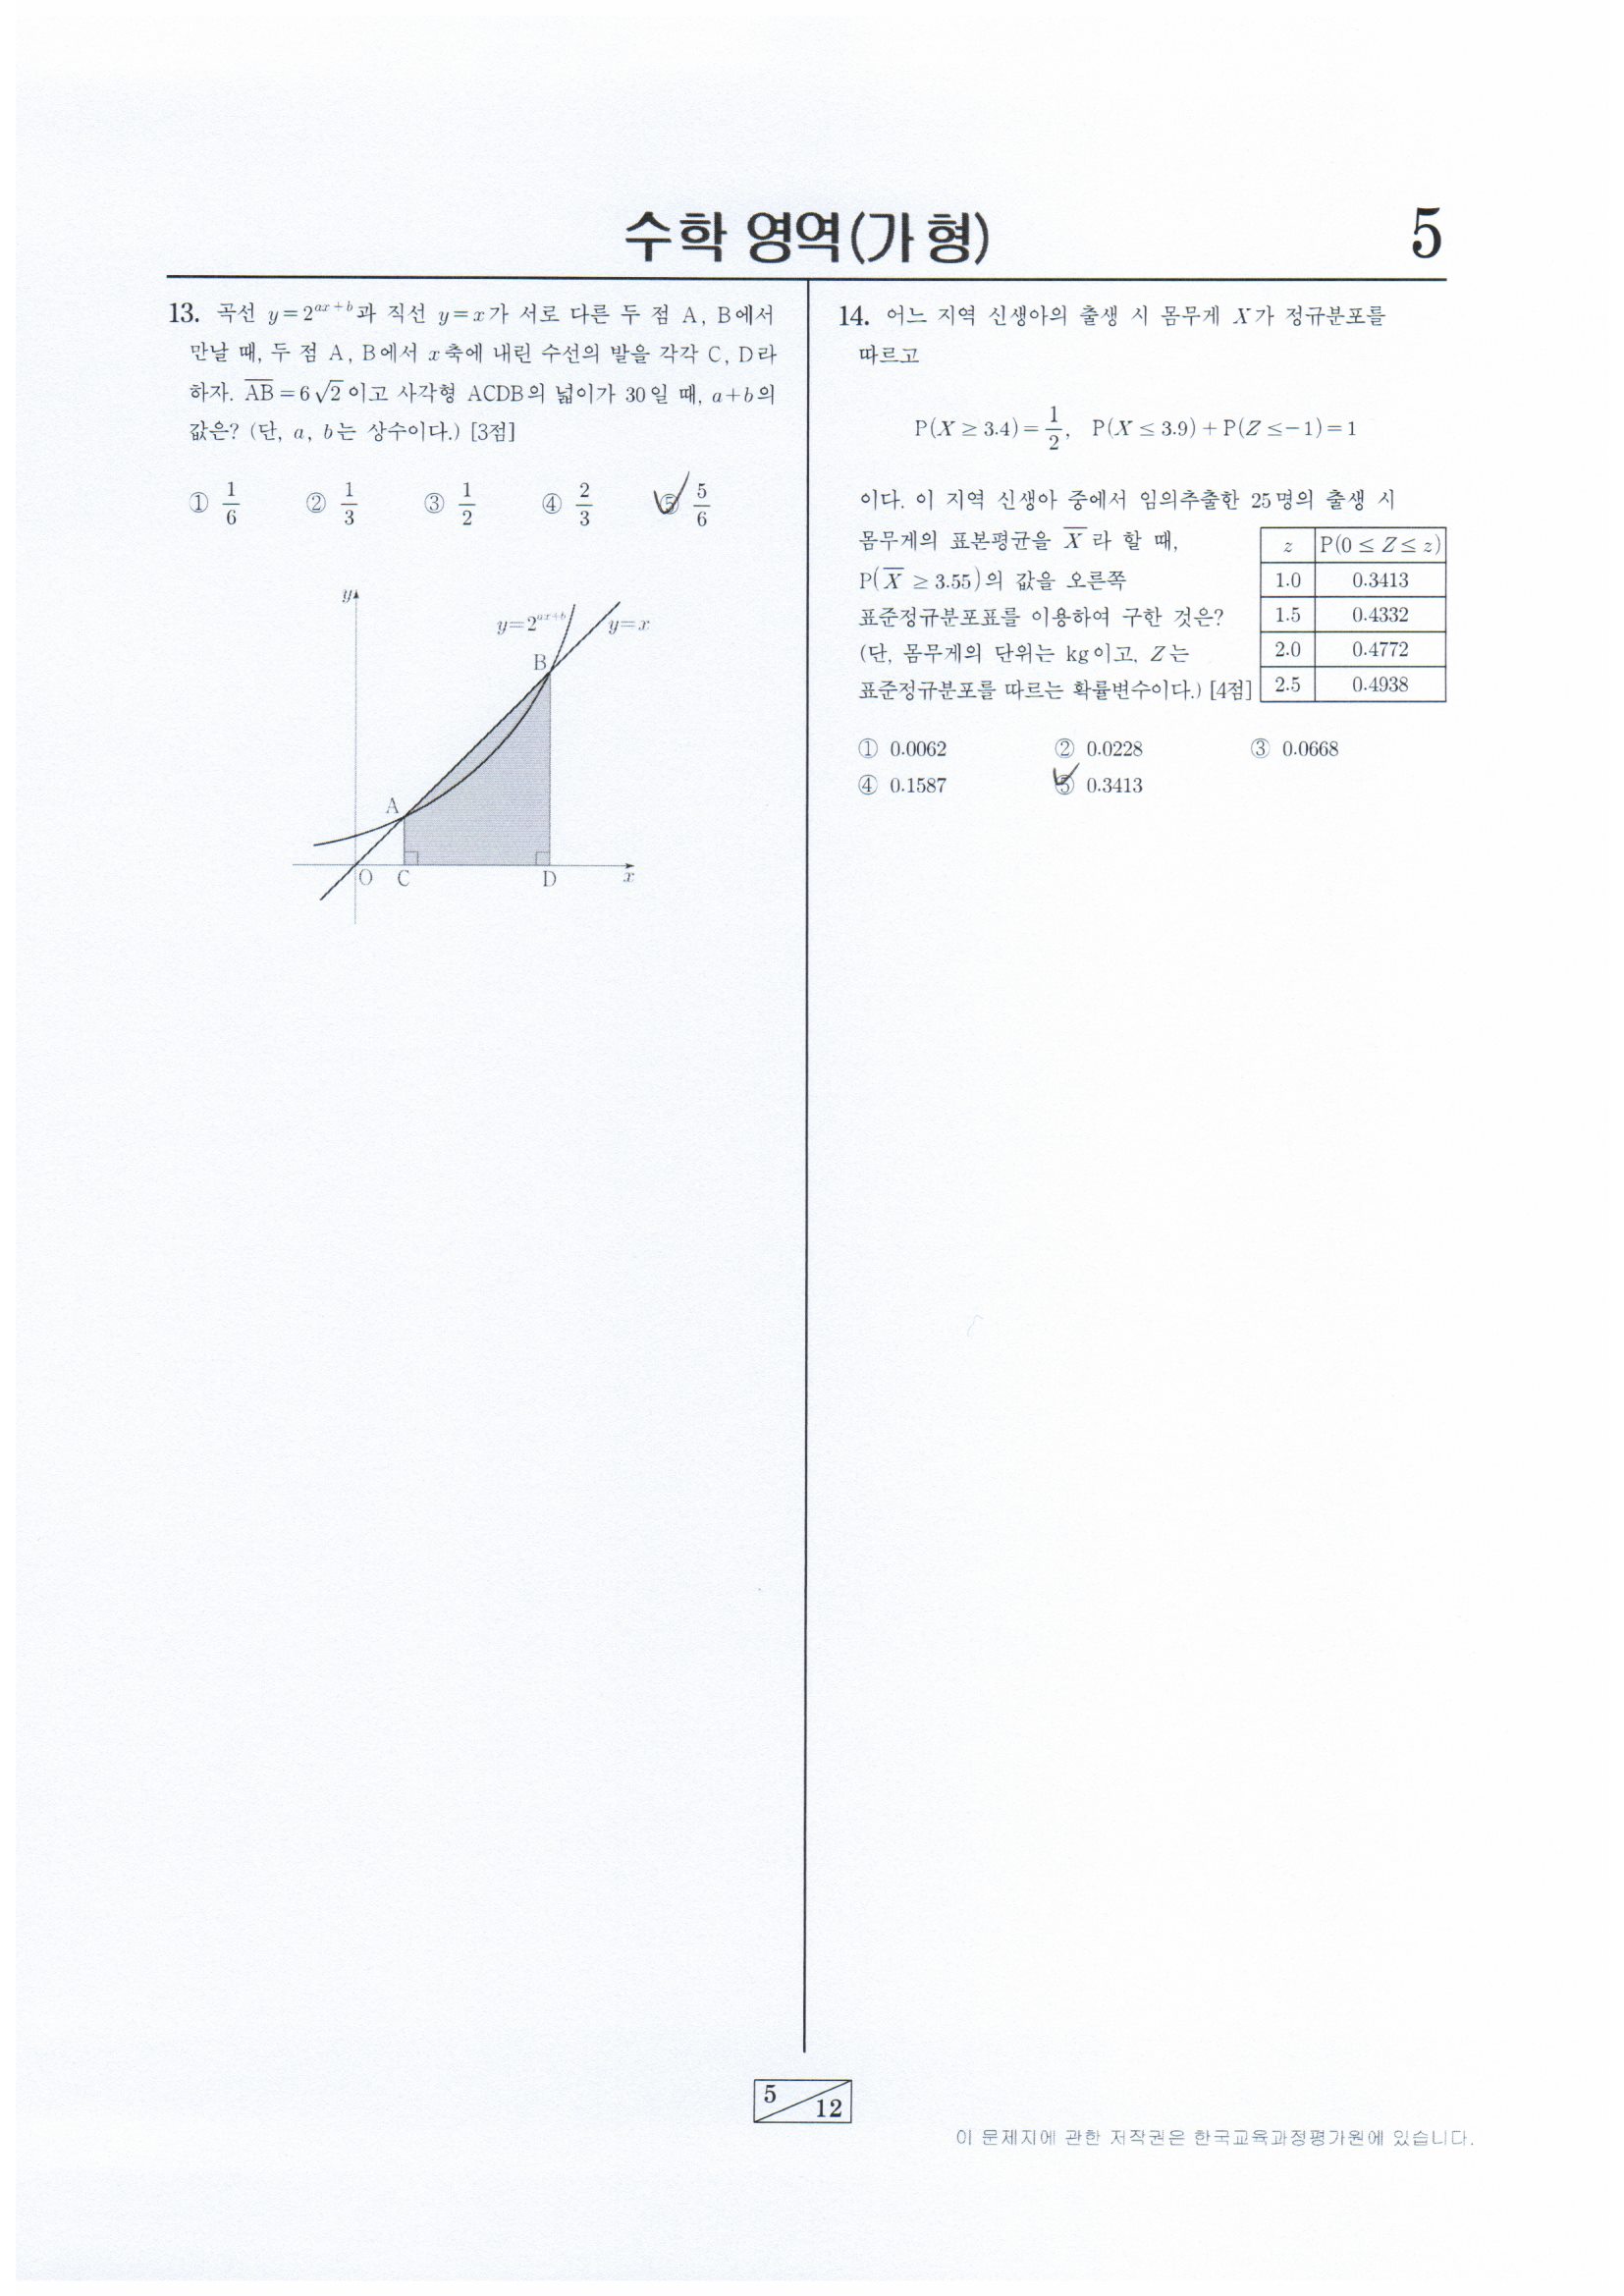 수학 영역(가 형)
5
13. 곡선 y=2^{ax+b}과 직선 y=x가 서로 다른 두 점 A, B에서
만날 때, 두 점 A, B에서 x축에 내린 수선의 발을 각각 C, D라
하자. \overline{AB}=6√2이고 사각형 ACDB의 넓이가 30일 때, a+b의
값은? (단, a, b는 상수이다.) [3점]
① 1/6 ② 1/3 ③ 1/2 ④ 2/3 ⑤ 5/6
y
y=2^{ax+b}
y=x
B
A
O C D x
14. 어느 지역 신생아의 출생 시 몸무게 X가 정규분포를
따르고
P(X ≥ 3.4)=1/2, P(X ≤ 3.9)+P(Z ≤ -1)=1
이다. 이 지역 신생아 중에서 임의추출한 25명의 출생 시
몸무게의 표본평균을 \overline{X}라 할 때,
P(\overline{X} ≥ 3.55)의 값을 오른쪽
표준정규분포표를 이용하여 구한 것은?
(단, 몸무게의 단위는 kg이고, Z는
표준정규분포를 따르는 확률변수이다.) [4점]
z P(0 ≤ Z ≤ z)
1.0 0.3413
1.5 0.4332
2.0 0.4772
2.5 0.4938
① 0.0062 ② 0.0228 ③ 0.0668
④ 0.1587 ⑤ 0.3413
5
12
이 문제지에 관한 저작권은 한국교육과정평가원에 있습니다.